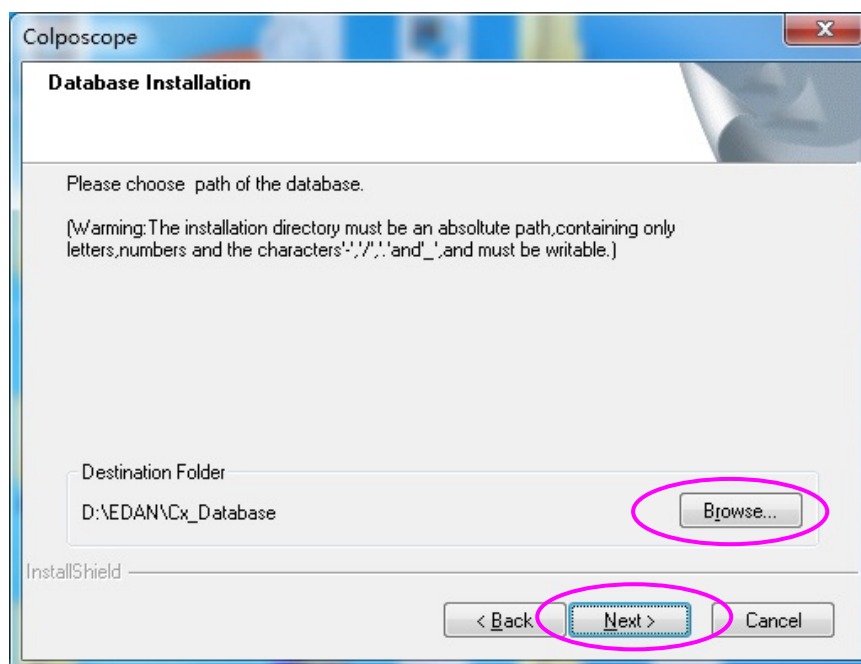 Colposcope
Database Installation
Please choose path of the database.
(Warming:The installation directory must be an absoltute path,containing only
letters,numbers and the characters'-','/','.'and'_',and must be writable.)
Destination Folder
D:\EDAN\Cx_Database
Browse...
InstallShield
< Back Next > Cancel